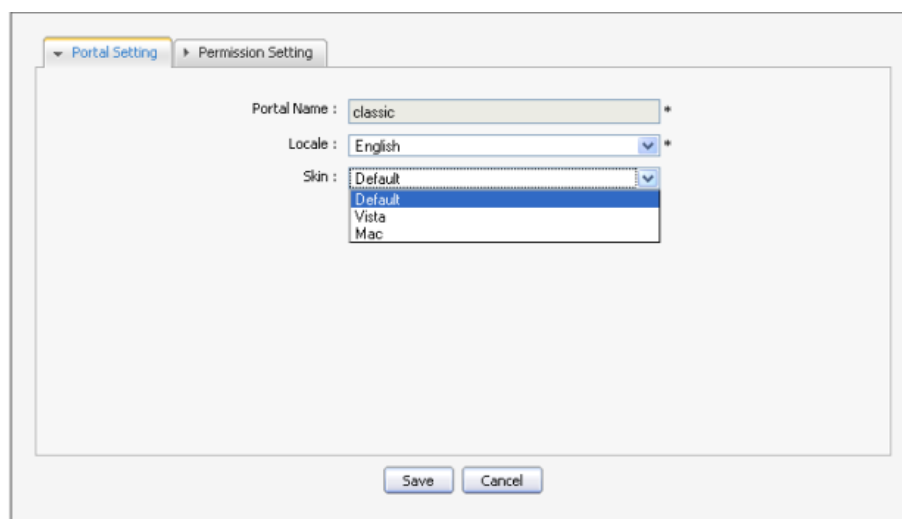 Portal Setting Permission Setting
Portal Name : classic *
Locale : English *
Skin : Default
Default
Vista
Mac
Save Cancel